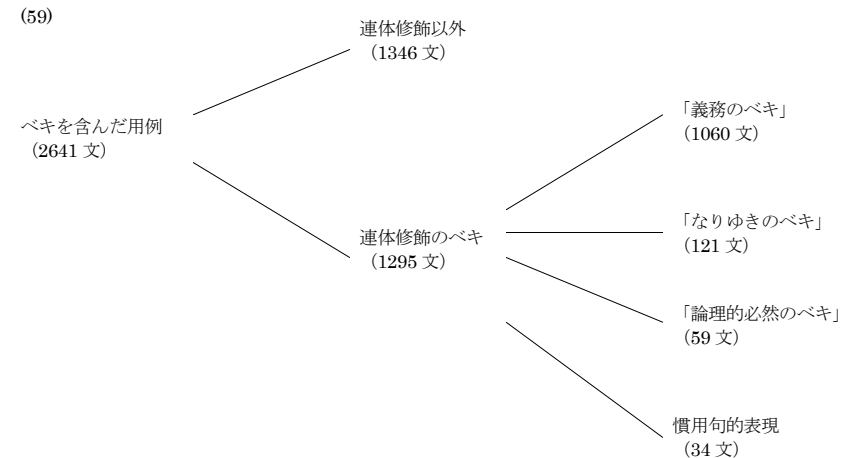 (59)
連体修飾以外
（1346 文）
ベキを含んだ用例
（2641 文）
「義務のベキ」
（1060 文）
連体修飾のベキ
（1295 文）
「なりゆきのベキ」
（121 文）
「論理的必然のベキ」
（59 文）
慣用句的表現
（34 文）